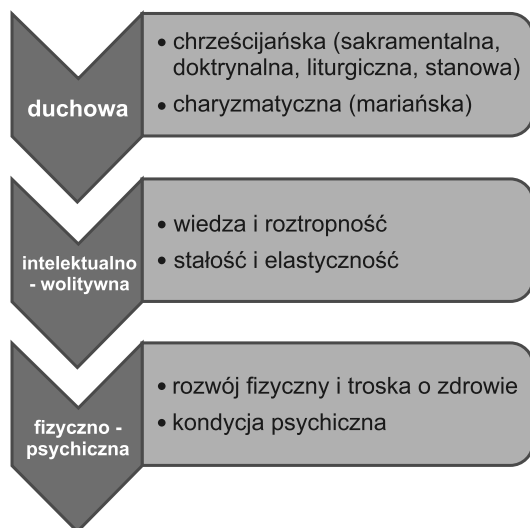 duchowa
• chrześcijańska (sakramentalna,
doktrynalna, liturgiczna, stanowa)
• charyzmatyczna (mariańska)
intelektualno
- wolitywna
• wiedza i roztropność
• stałość i elastyczność
fizyczno -
psychiczna
• rozwój fizyczny i troska o zdrowie
• kondycja psychiczna